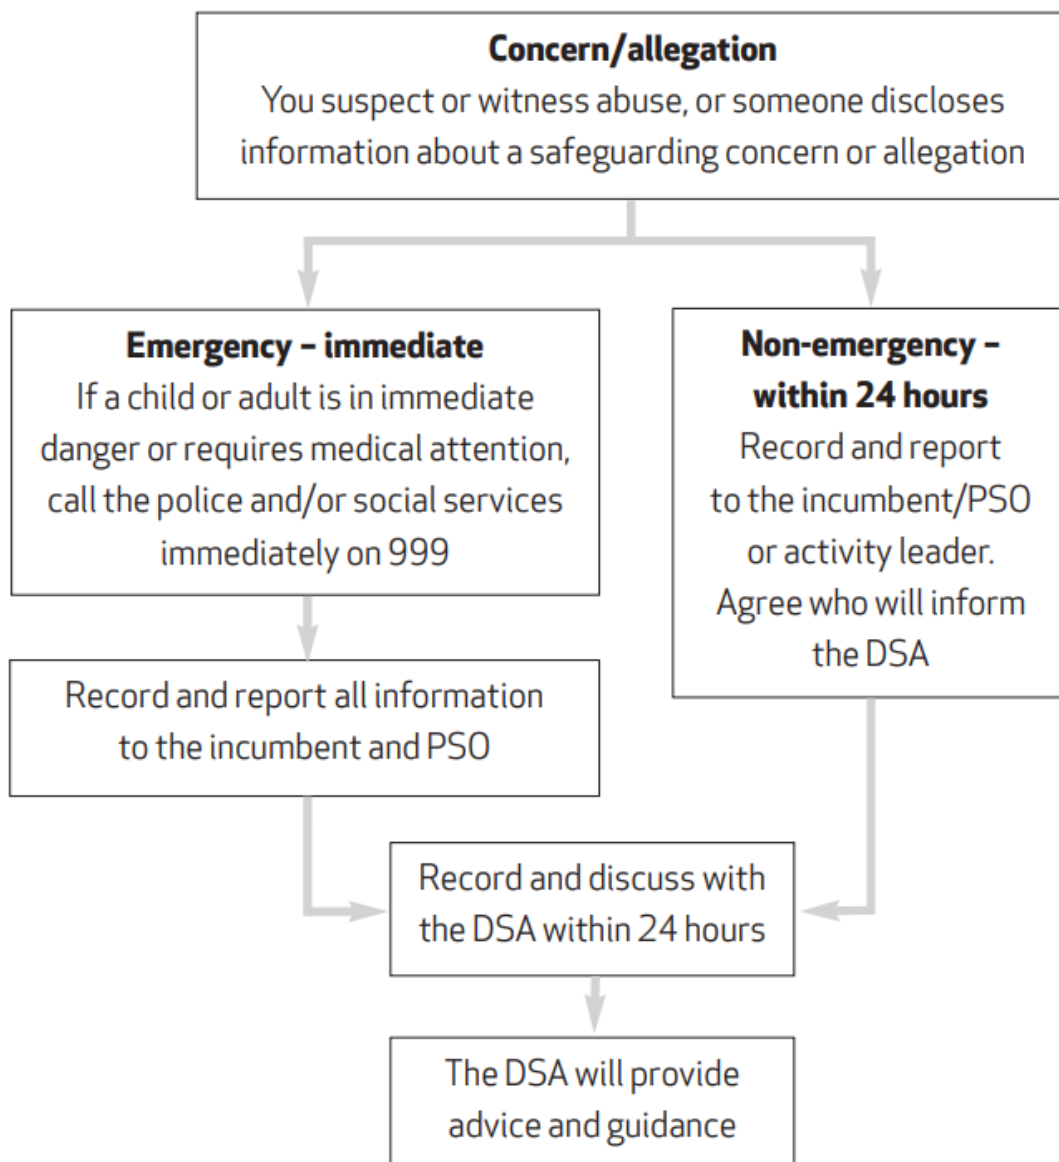 Concern/allegation
You suspect or witness abuse, or someone discloses
information about a safeguarding concern or allegation
Emergency – immediate
If a child or adult is in immediate
danger or requires medical attention,
call the police and/or social services
immediately on 999
Non-emergency –
within 24 hours
Record and report
to the incumbent/PSO
or activity leader.
Agree who will inform
the DSA
Record and report all information
to the incumbent and PSO
Record and discuss with
the DSA within 24 hours
The DSA will provide
advice and guidance